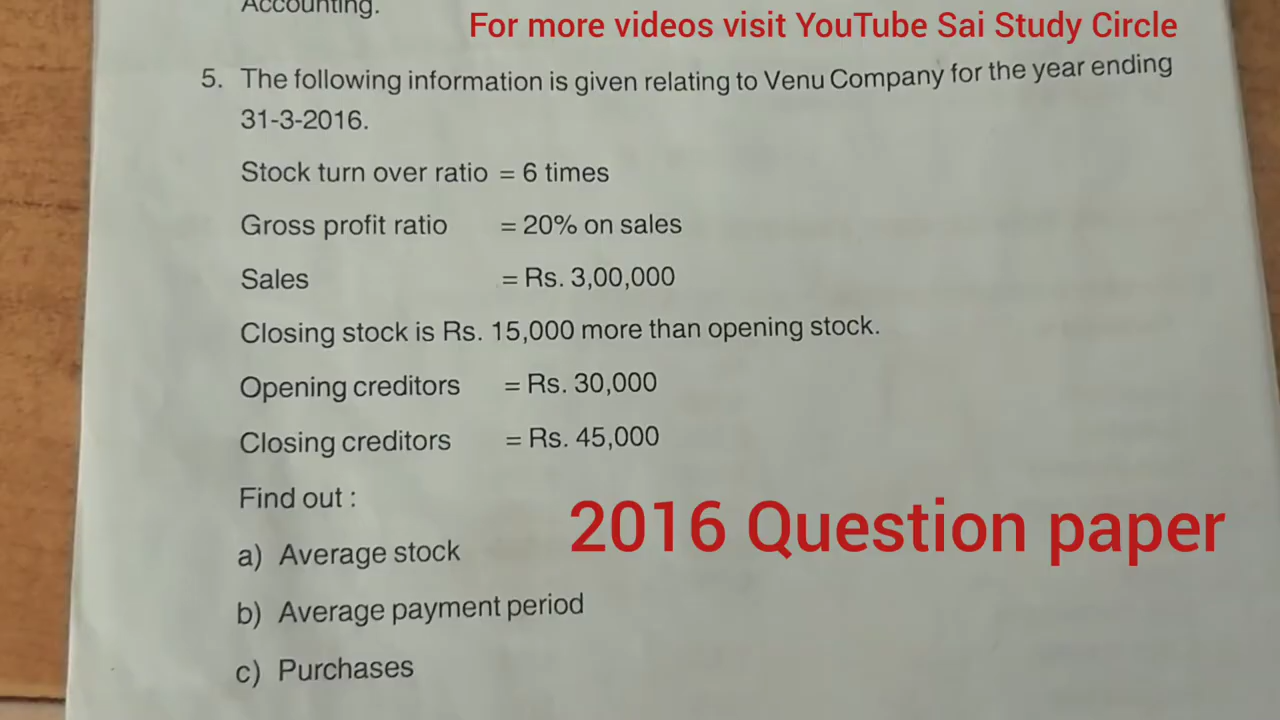 Accounting.
For more videos visit YouTube Sai Study Circle
5. The following information is given relating to Venu Company for the year ending
31-3-2016.
Stock turn over ratio = 6 times
Gross profit ratio = 20% on sales
Sales = Rs. 3,00,000
Closing stock is Rs. 15,000 more than opening stock.
Opening creditors = Rs. 30,000
Closing creditors = Rs. 45,000
Find out :
2016 Question paper
a) Average stock
b) Average payment period
c) Purchases